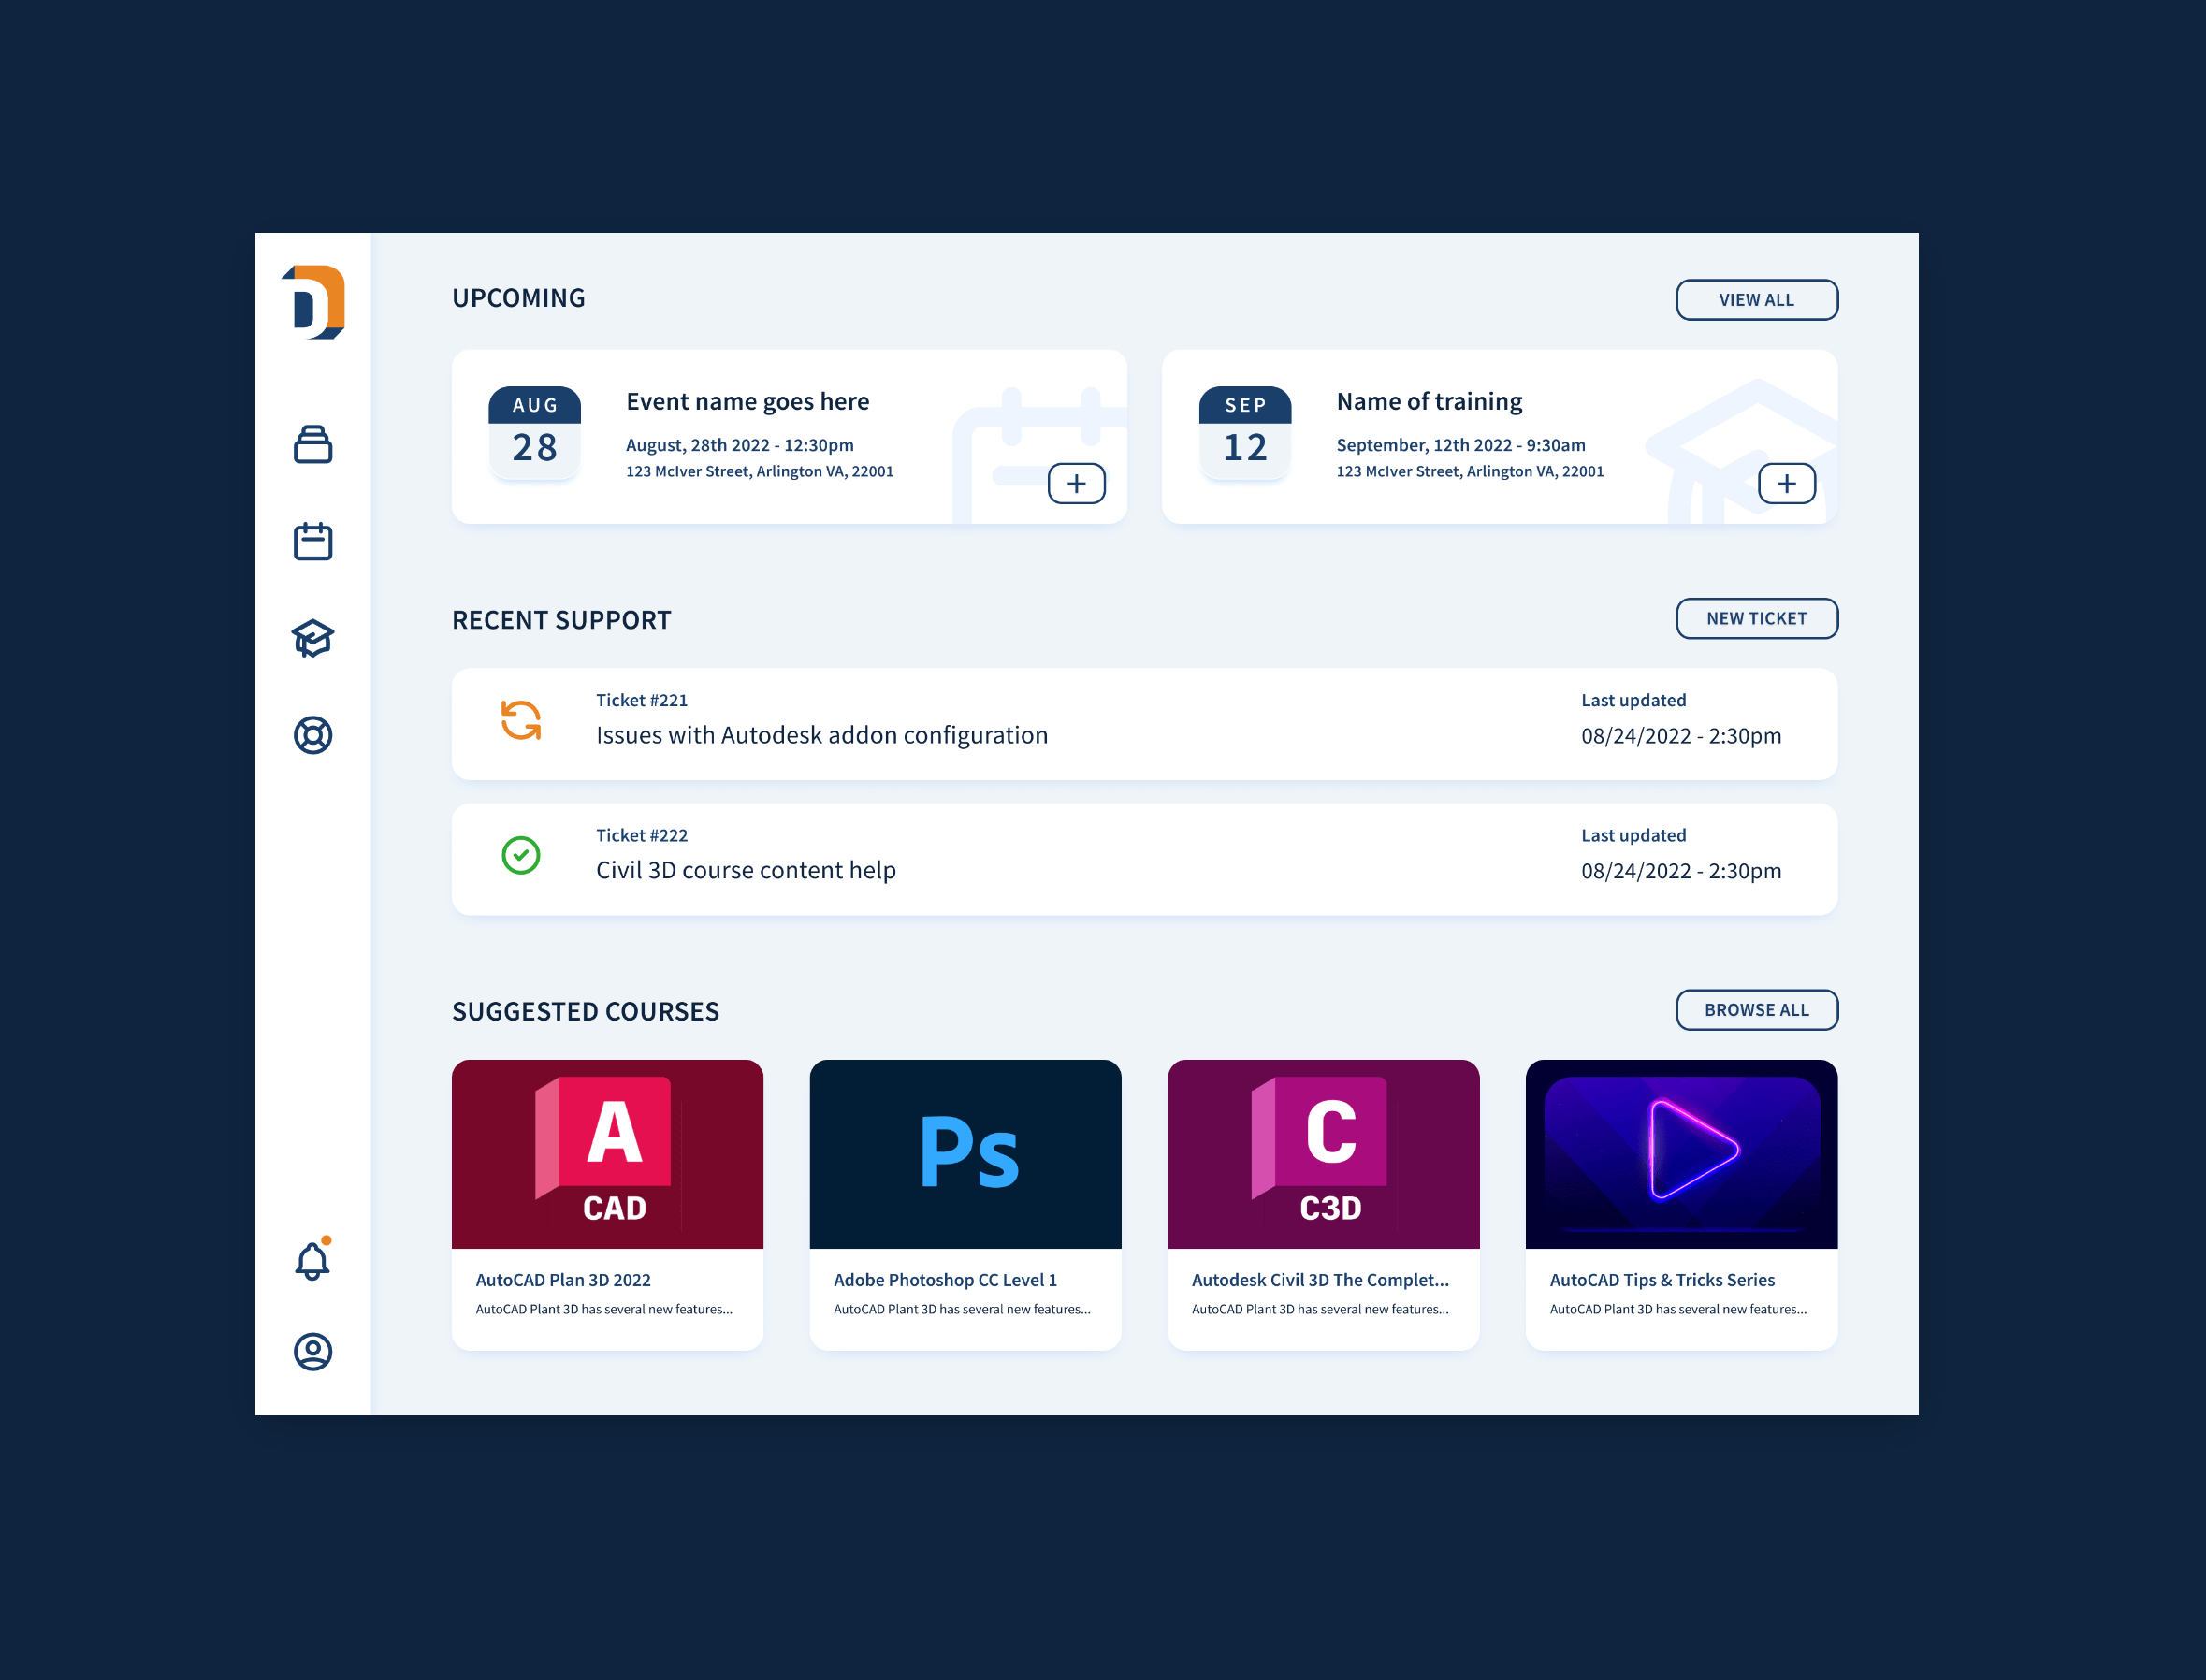 UPCOMING
VIEW ALL
AUG
28
Event name goes here
August, 28th 2022 - 12:30pm
123 McIver Street, Arlington VA, 22001
+
SEP
12
Name of training
September, 12th 2022 - 9:30am
123 McIver Street, Arlington VA, 22001
+
RECENT SUPPORT
NEW TICKET
Ticket #221
Issues with Autodesk addon configuration
Last updated
08/24/2022 - 2:30pm
Ticket #222
Civil 3D course content help
Last updated
08/24/2022 - 2:30pm
SUGGESTED COURSES
BROWSE ALL
A
CAD
AutoCAD Plan 3D 2022
AutoCAD Plant 3D has several new features...
Ps
Adobe Photoshop CC Level 1
AutoCAD Plant 3D has several new features...
C
C3D
Autodesk Civil 3D The Complet...
AutoCAD Plant 3D has several new features...
AutoCAD Tips & Tricks Series
AutoCAD Plant 3D has several new features...